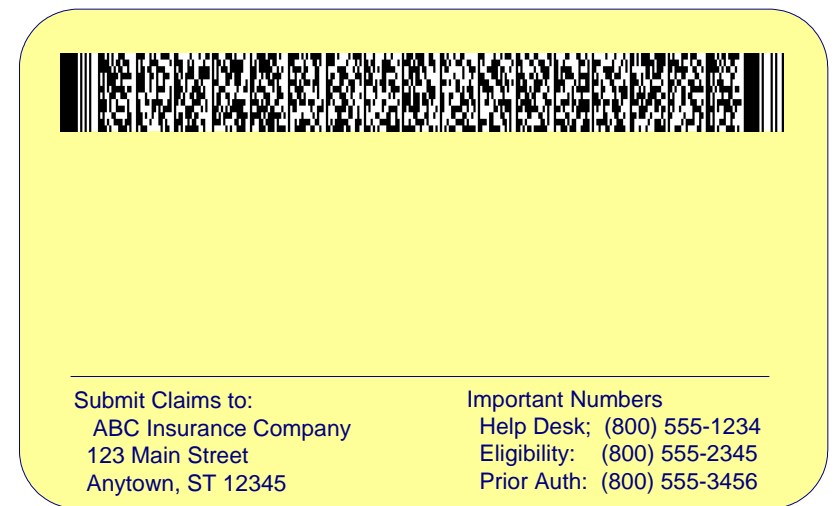 Submit Claims to:
ABC Insurance Company
123 Main Street
Anytown, ST 12345
Important Numbers
Help Desk; (800) 555-1234
Eligibility: (800) 555-2345
Prior Auth: (800) 555-3456